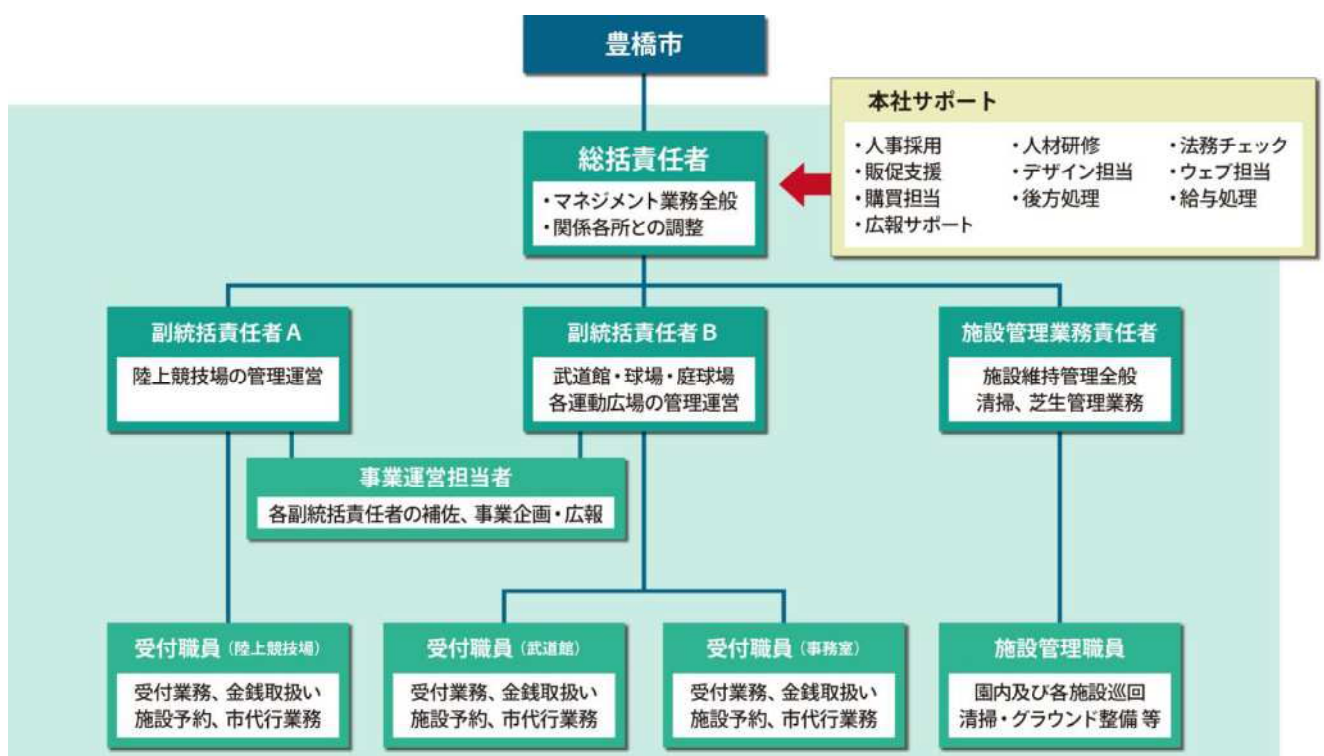 豊橋市
本社サポート
・人事採用
・人材研修
・法務チェック
・販促支援
・デザイン担当
・ウェブ担当
・購買担当
・後方処理
・給与処理
・広報サポート
総括責任者
・マネジメント業務全般
・関係各所との調整
副統括責任者A
陸上競技場の管理運営
副統括責任者B
武道館・球場・庭球場
各運動広場の管理運営
施設管理業務責任者
施設維持管理全般
清掃、芝生管理業務
事業運営担当者
各副統括責任者の補佐、事業企画・広報
受付職員（陸上競技場）
受付業務、金銭取扱い
施設予約、市代行業務
受付職員（武道館）
受付業務、金銭取扱い
施設予約、市代行業務
受付職員（事務室）
受付業務、金銭取扱い
施設予約、市代行業務
施設管理職員
園内及び各施設巡回
清掃・グラウンド整備 等